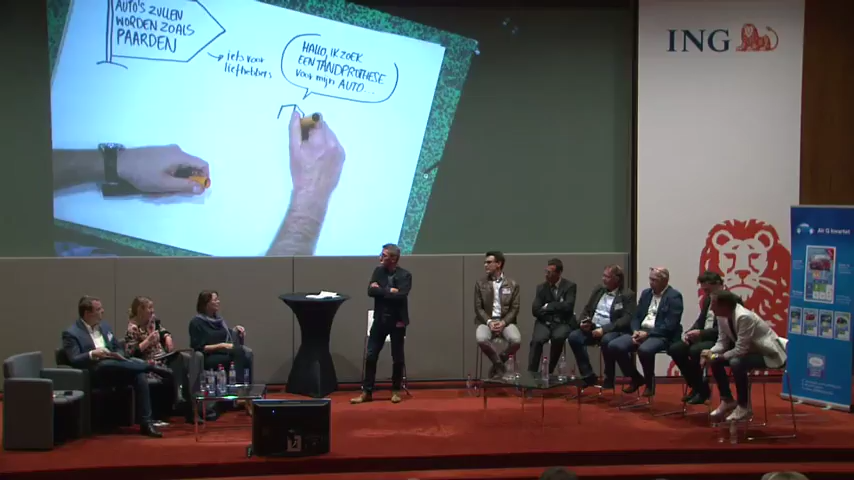 AUTO'S ZULLEN
WORDEN ZOALS
PAARDEN
iets voor
liefhebbers
HALLO, IK ZOEK
EEN TANDPROTHESE
voor mijn AUTO...
ING